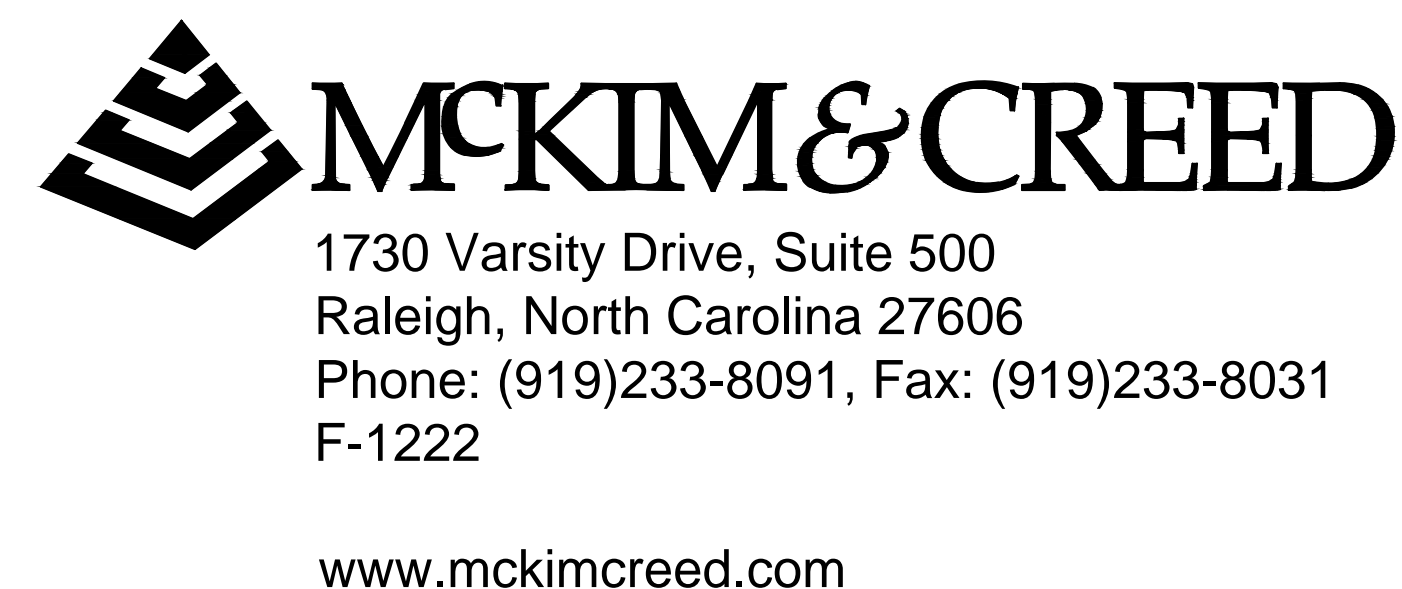 McKIM & CREED
1730 Varsity Drive, Suite 500
Raleigh, North Carolina 27606
Phone: (919)233-8091, Fax: (919)233-8031
F-1222
www.mckimcreed.com